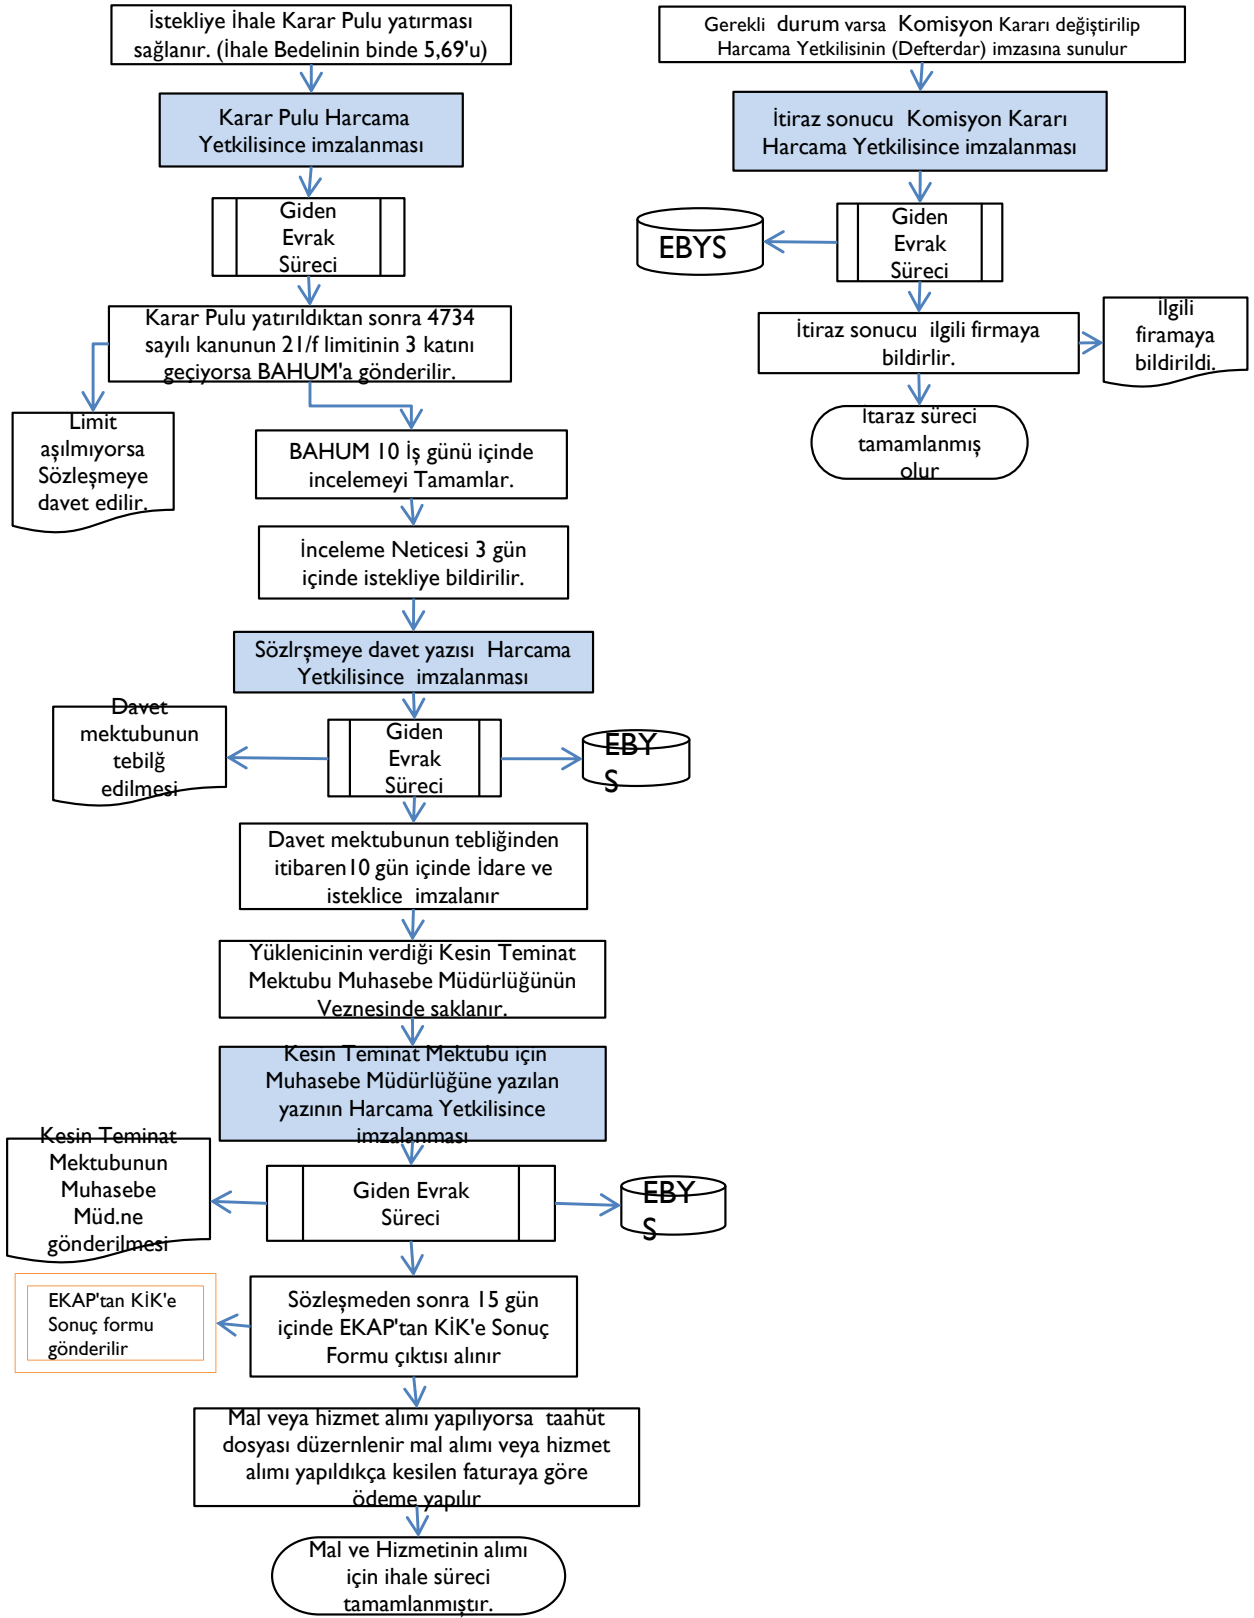 İstekliye İhale Karar Pulu yatırması
sağlanır. (İhale Bedelinin binde 5,69'u)
Karar Pulu Harcama
Yetkilisince imzalanması
Giden
Evrak
Süreci
Karar Pulu yatırıldıktan sonra 4734
sayılı kanunun 21/f limitinin 3 katını
geçiyorsa BAHUM'a gönderilir.
Limit
aşılmıyorsa
Sözleşmeye
davet edilir.
BAHUM 10 İş günü içinde
incelemeyi Tamamlar.
İnceleme Neticesi 3 gün
içinde istekliye bildirilir.
Sözlrşmeye davet yazısı Harcama
Yetkilisince imzalanması
Davet
mektubunun
tebilğ
edilmesi
Giden
Evrak
Süreci
EBY
S
Davet mektubunun tebliğinden
itibaren10 gün içinde İdare ve
isteklice imzalanır
Yüklenicinin verdiği Kesin Teminat
Mektubu Muhasebe Müdürlüğünün
Veznesinde saklanır.
Kesin Teminat Mektubu için
Muhasebe Müdürlüğüne yazılan
yazının Harcama Yetkilisince
imzalanması
Kesin Teminat
Mektubunun
Muhasebe
Müd.ne
gönderilmesi
Giden Evrak
Süreci
EBY
S
EKAP'tan KİK'e
Sonuç formu
gönderilir
Sözleşmeden sonra 15 gün
içinde EKAP'tan KİK'e Sonuç
Formu çıktısı alınır
Mal veya hizmet alımı yapılıyorsa taahüt
dosyası düzernlenir mal alımı veya hizmet
alımı yapıldıkça kesilen faturaya göre
ödeme yapılır
Mal ve Hizmetinin alımı
için ihale süreci
tamamlanmıştır.
Gerekli durum varsa Komisyon Kararı değiştirilip
Harcama Yetkilisinin (Defterdar) imzasına sunulur
İtiraz sonucu Komisyon Kararı
Harcama Yetkilisince imzalanması
EBYS
Giden
Evrak
Süreci
İtiraz sonucu ilgili firmaya
bildirlir.
İlgili
firamaya
bildirildi.
İtaraz süreci
tamamlanmış
olur